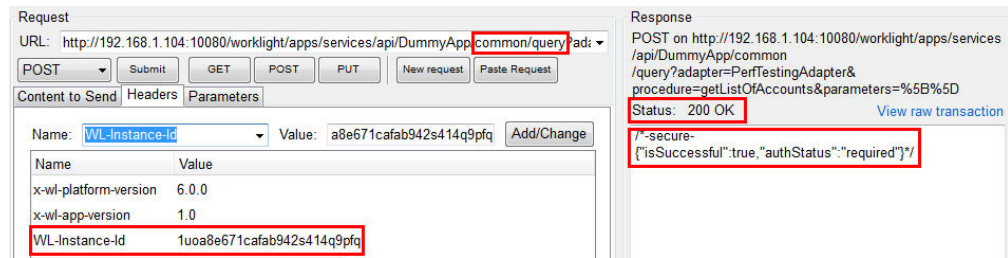 Request
URL: http://192.168.1.104:10080/worklight/apps/services/api/DummyApp/common/query?ada
POST Submit GET POST PUT New request Paste Request
Content to Send Headers Parameters
Name: WL-Instance-Id Value: a8e671cafab942s414q9pfq Add/Change
Name Value
x-wl-platform-version 6.0.0
x-wl-app-version 1.0
WL-Instance-Id 1uoa8e671cafab942s414q9pfq
Response
POST on http://192.168.1.104:10080/worklight/apps/services
/api/DummyApp/common
/query?adapter=PerfTestingAdapter&
procedure=getListOfAccounts&parameters=%5B%5D
Status: 200 OK View raw transaction
/*-secure-
{"isSuccessful":true,"authStatus":"required"}*/